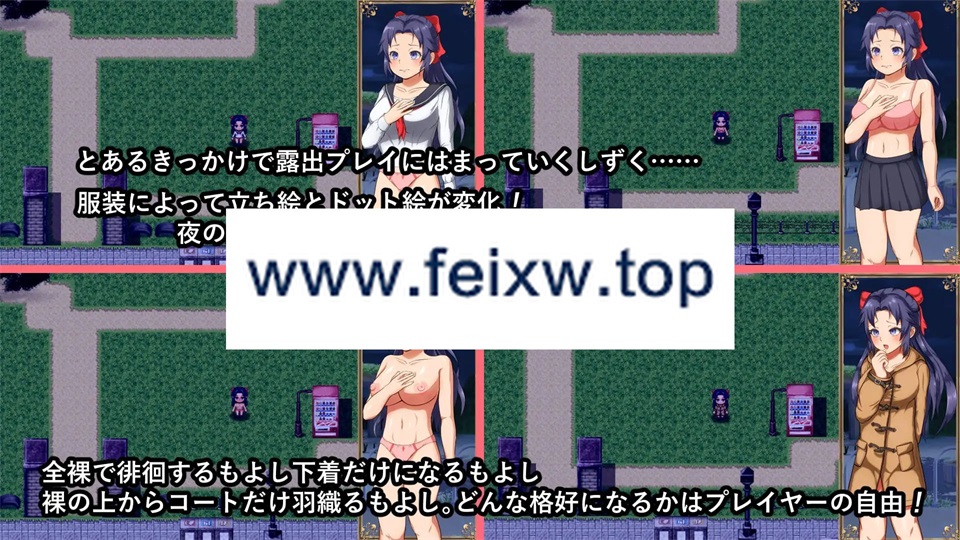 とあるきっかけで露出プレイにはまっていくしずく……
服装によって立ち絵とドット絵が変化！
夜の
www.feixw.top
全裸で徘徊するもよし下着だけになるもよし
裸の上からコートだけ羽織るもよし。どんな格好になるかはプレイヤーの自由！